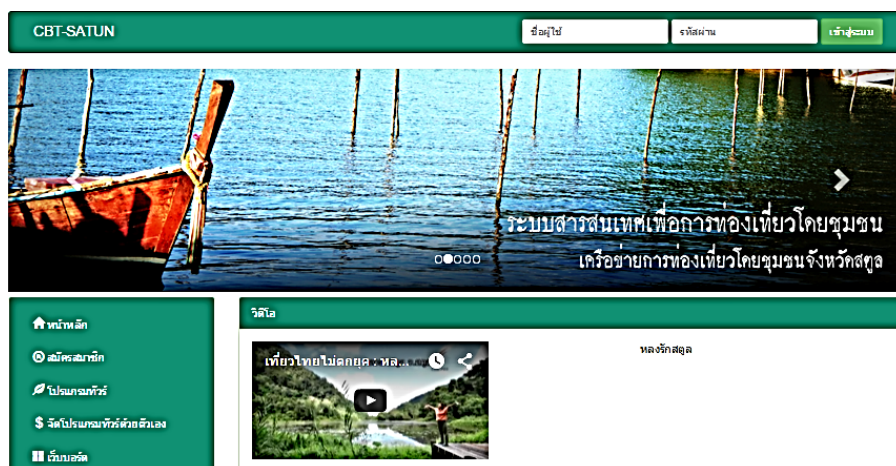 CBT-SATUN
ชื่อผู้ใช้
รหัสผ่าน
เข้าสู่ระบบ
ระบบสารสนเทศเพื่อการท่องเที่ยวโดยชุมชน
เครือข่ายการท่องเที่ยวโดยชุมชนจังหวัดสตูล
หน้าหลัก
สมัครสมาชิก
โปรแกรมทัวร์
จัดโปรแกรมทัวร์ด้วยตัวเอง
เว็บบอร์ด
วิดีโอ
เที่ยวไทยไม่ตกยุค : หล...
หลงรักสตูล